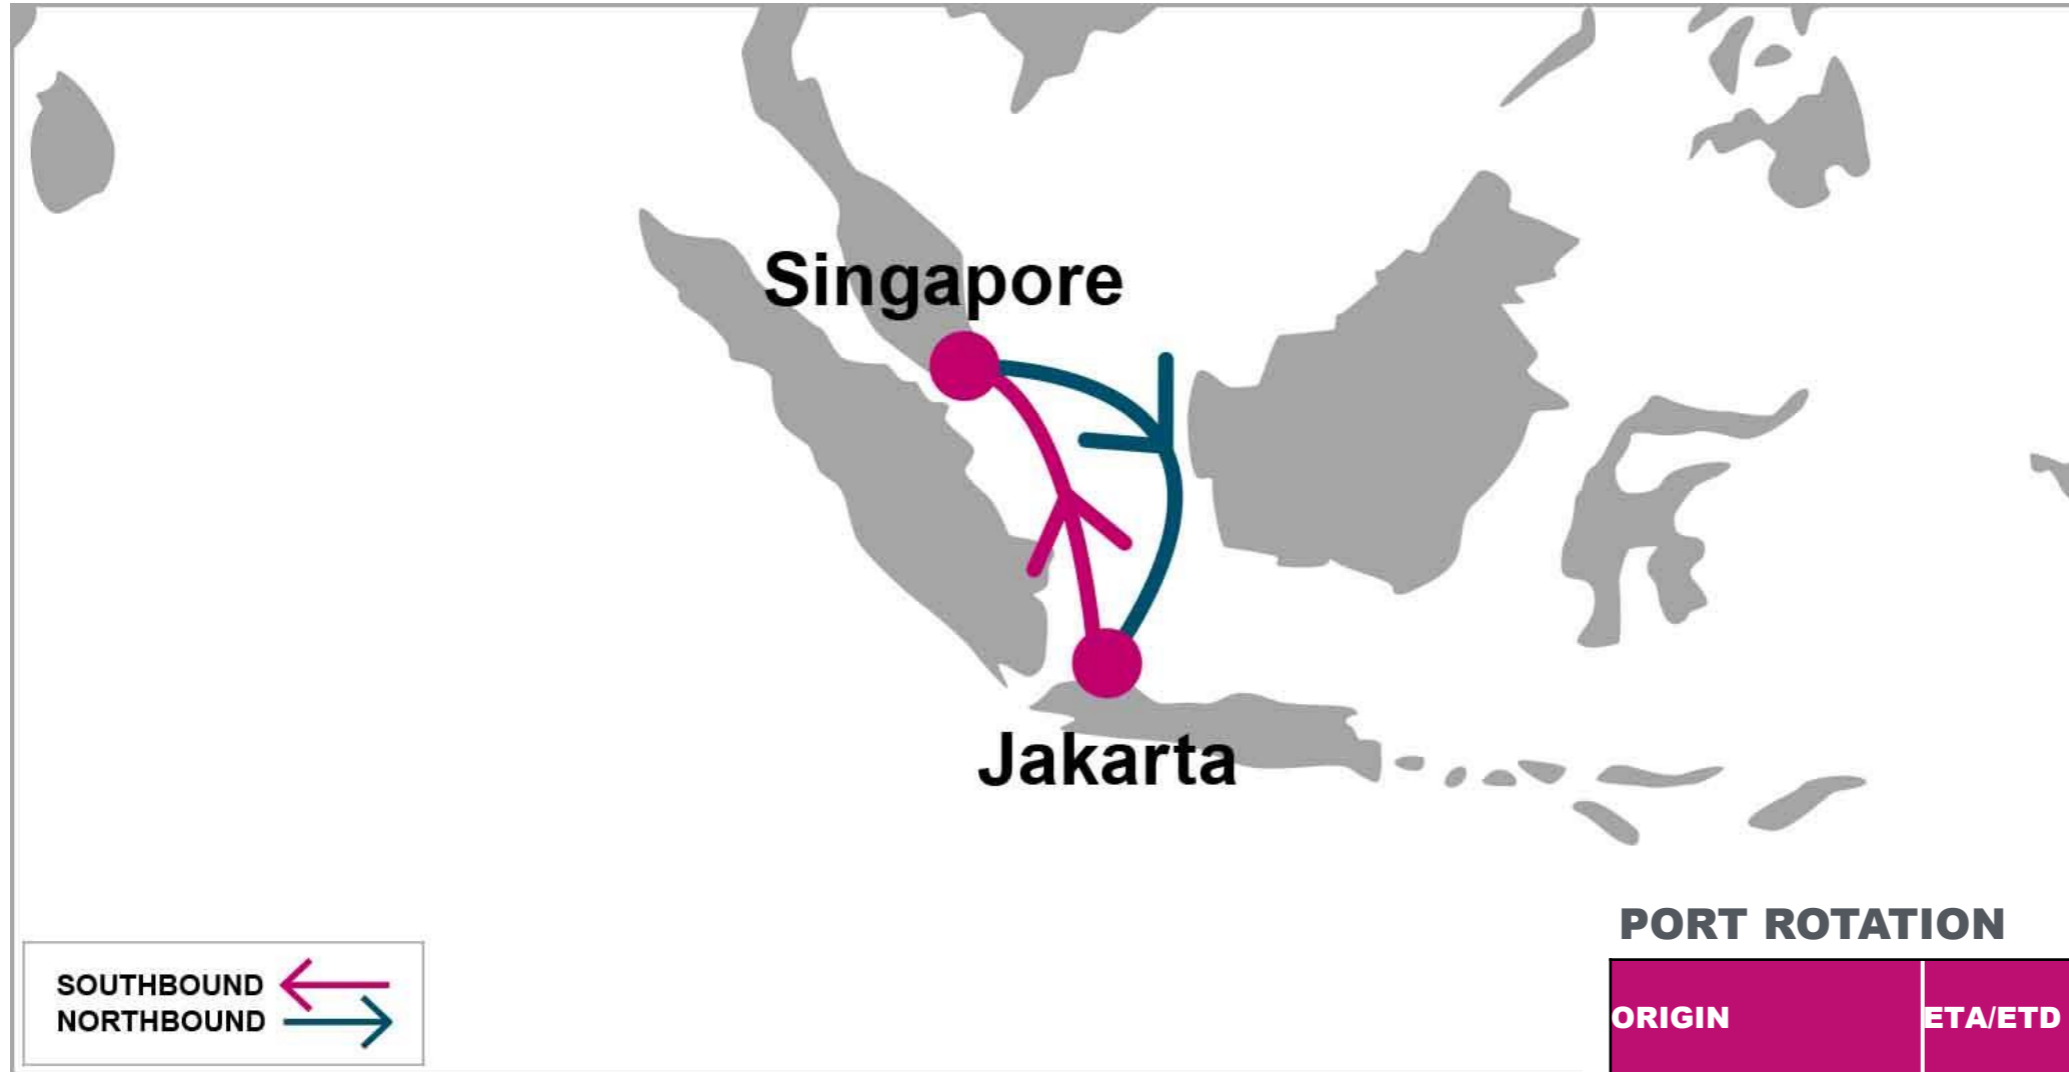 Singapore
Jakarta
SOUTHBOUND
NORTHBOUND
PORT ROTATION
ORIGIN ETA/ETD